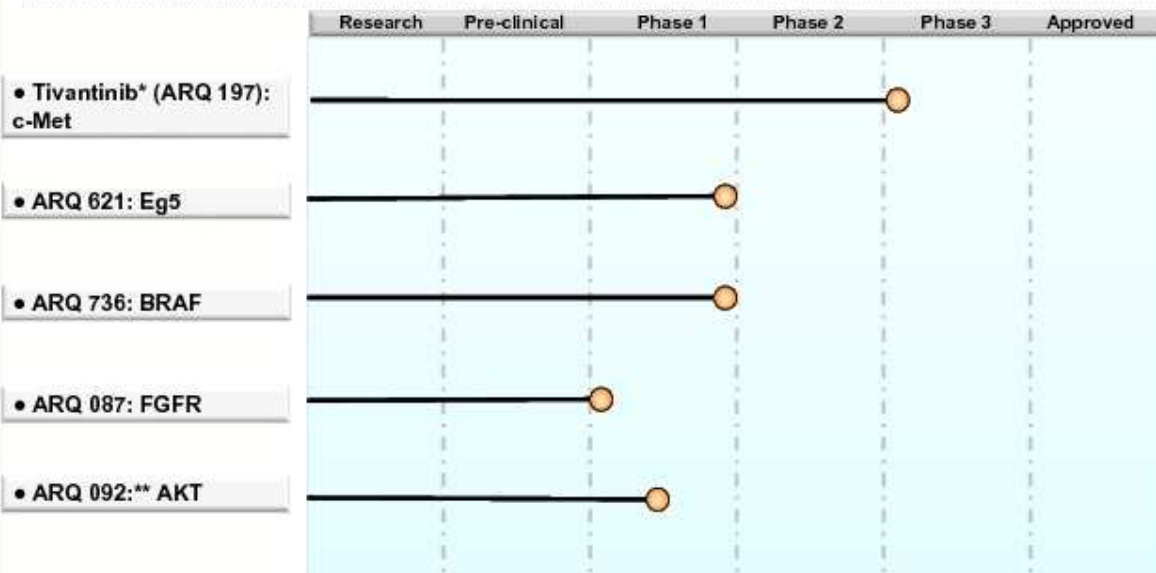 Research Pre-clinical Phase 1 Phase 2 Phase 3 Approved
• Tivantinib* (ARQ 197):
c-Met
• ARQ 621: Eg5
• ARQ 736: BRAF
• ARQ 087: FGFR
• ARQ 092:** AKT